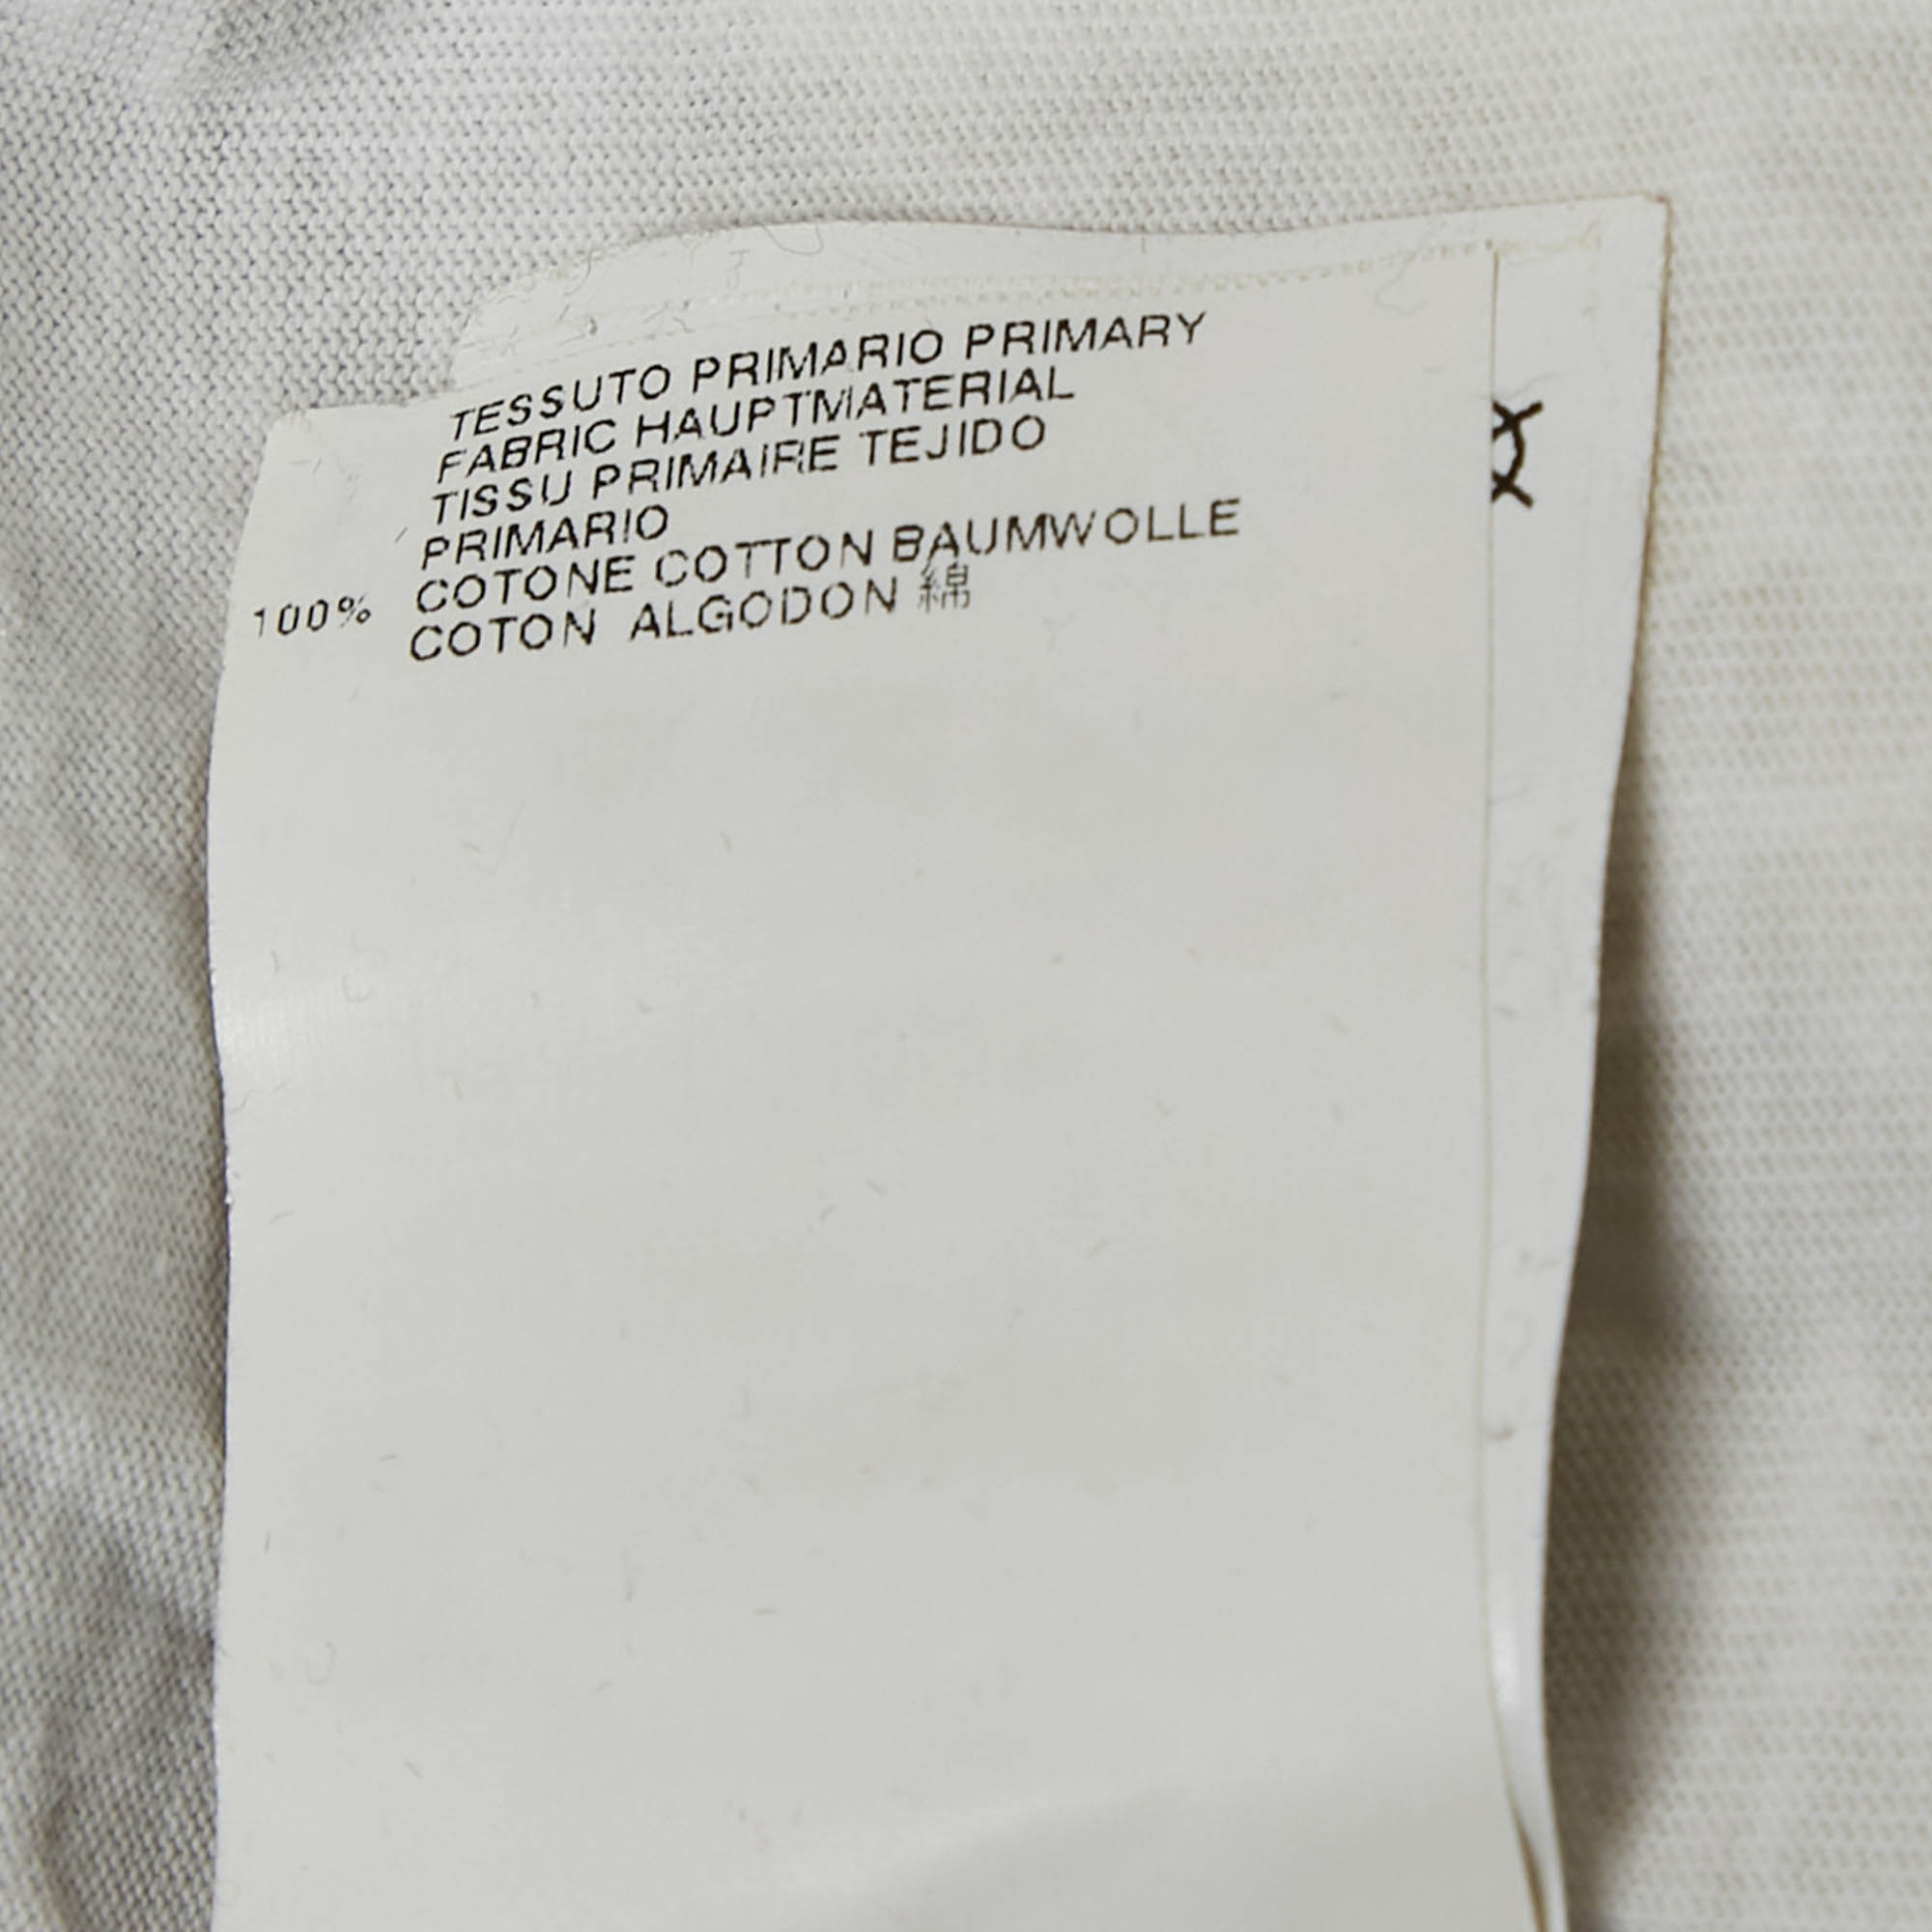 TESSUTO PRIMARIO PRIMARY
FABRIC HAUPTMATERIAL
TISSU PRIMAIRE TEJIDO
PRIMARIO
COTONE COTTON BAUMWOLLE
100% COTON ALGODON 綿